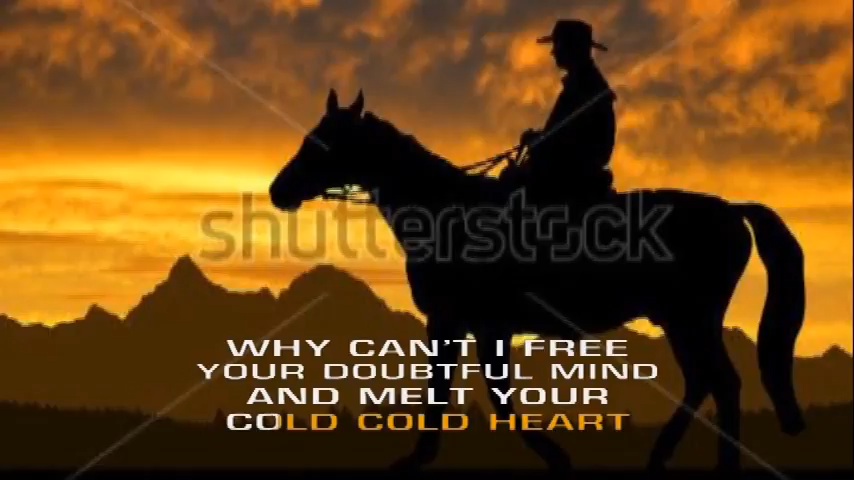 shutterstock
WHY CAN'T I FREE
YOUR DOUBTFUL MIND
AND MELT YOUR
COLD COLD HEART